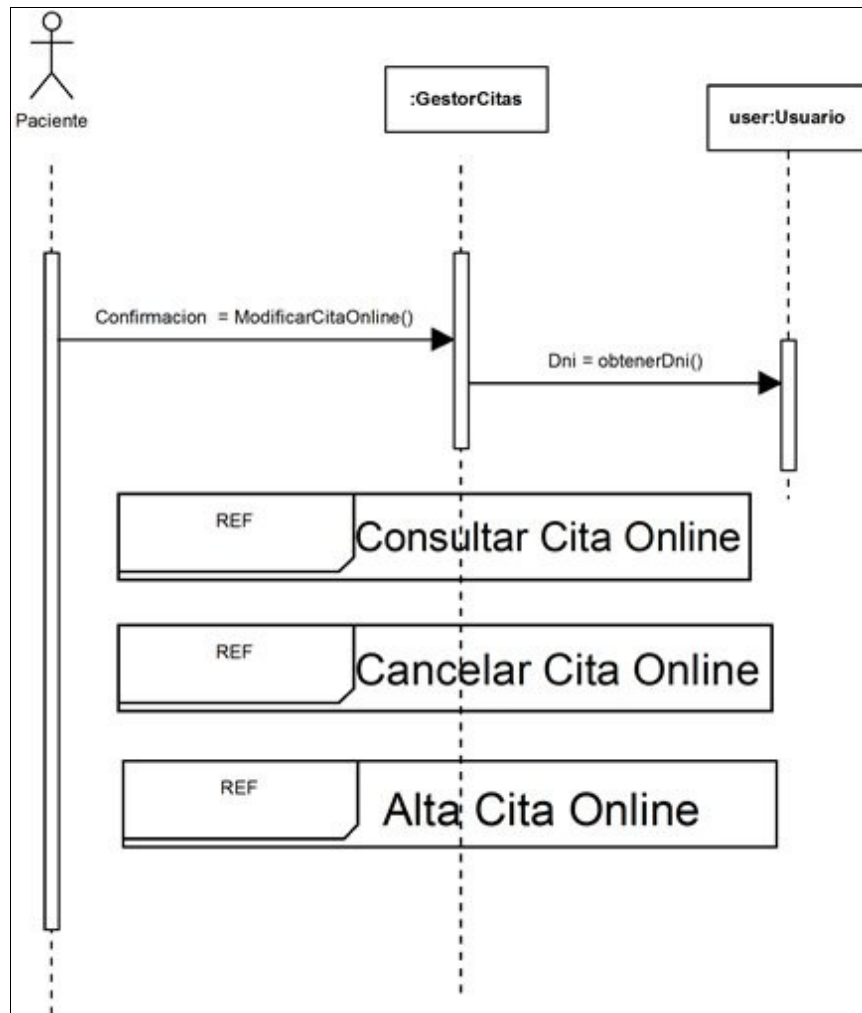 Paciente
:GestorCitas
user:Usuario
Confirmacion = ModificarCitaOnline()
Dni = obtenerDni()
REF
Consultar Cita Online
REF
Cancelar Cita Online
REF
Alta Cita Online